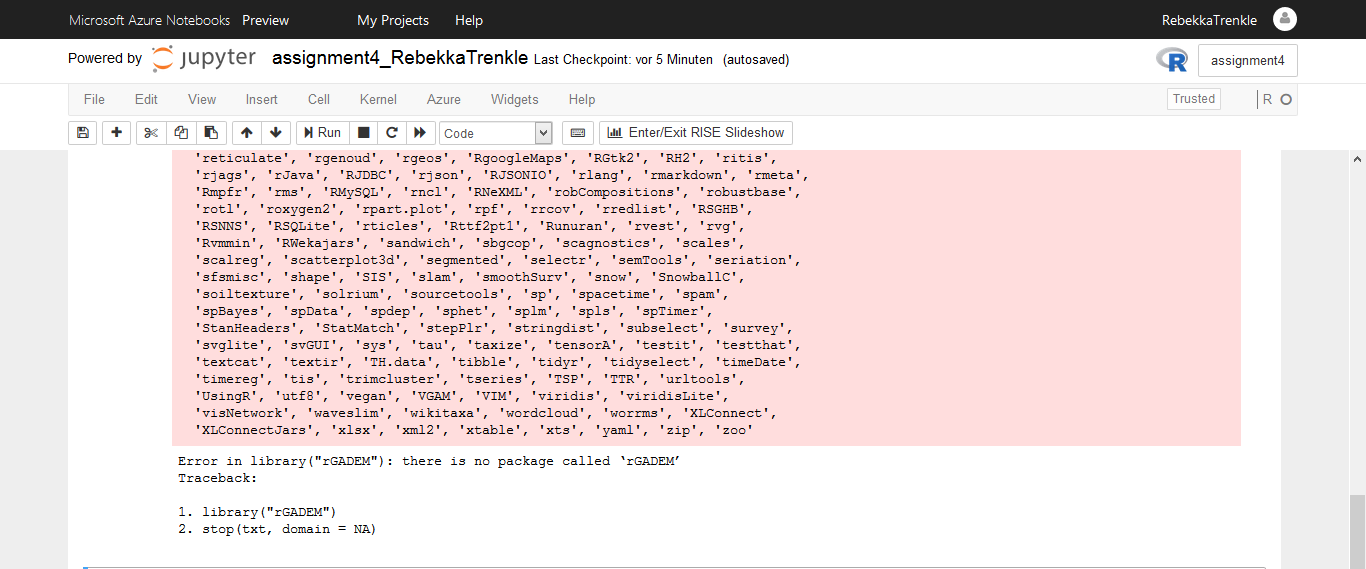 Microsoft Azure Notebooks Preview My Projects Help RebekkaTrenkle
Powered by jupyter assignment4_RebekkaTrenkle Last Checkpoint: vor 5 Minuten (autosaved) R assignment4
File Edit View Insert Cell Kernel Azure Widgets Help Trusted R
Run Code Enter/Exit RISE Slideshow
'reticulate', 'rgenoud', 'rgeos', 'RgoogleMaps', 'RGtk2', 'RH2', 'ritis',
'rjags', 'rJava', 'RJDBC', 'rjson', 'RJSONIO', 'rlang', 'rmarkdown', 'rmeta',
'Rmpfr', 'rms', 'RMySQL', 'rncl', 'RNeXML', 'robCompositions', 'robustbase',
'rotl', 'roxygen2', 'rpart.plot', 'rpf', 'rrcov', 'rredlist', 'RSGHB',
'RSNNS', 'RSQLite', 'rticles', 'Rttf2pt1', 'Runuran', 'rvest', 'rvg',
'Rvmmin', 'RWekajars', 'sandwich', 'sbgcop', 'scagnostics', 'scales',
'scalreg', 'scatterplot3d', 'segmented', 'selectr', 'semTools', 'seriation',
'sfsmisc', 'shape', 'SIS', 'slam', 'smoothSurv', 'snow', 'SnowballC',
'soiltexture', 'solrium', 'sourcetools', 'sp', 'spacetime', 'spam',
'spBayes', 'spData', 'spdep', 'sphet', 'splm', 'spls', 'spTimer',
'StanHeaders', 'StatMatch', 'stepPlr', 'stringdist', 'subselect', 'survey',
'svglite', 'svGUI', 'sys', 'tau', 'taxize', 'tensorA', 'testit', 'testthat',
'textcat', 'textir', 'TH.data', 'tibble', 'tidyr', 'tidyselect', 'timeDate',
'timereg', 'tis', 'trimcluster', 'tseries', 'TSP', 'TTR', 'urltools',
'UsingR', 'utf8', 'vegan', 'VGAM', 'VIM', 'viridis', 'viridisLite',
'visNetwork', 'waveslim', 'wikitaxa', 'wordcloud', 'worrms', 'XLConnect',
'XLConnectJars', 'xlsx', 'xml2', 'xtable', 'xts', 'yaml', 'zip', 'zoo'
Error in library("rGADEM"): there is no package called ‘rGADEM’
Traceback:
1. library("rGADEM")
2. stop(txt, domain = NA)